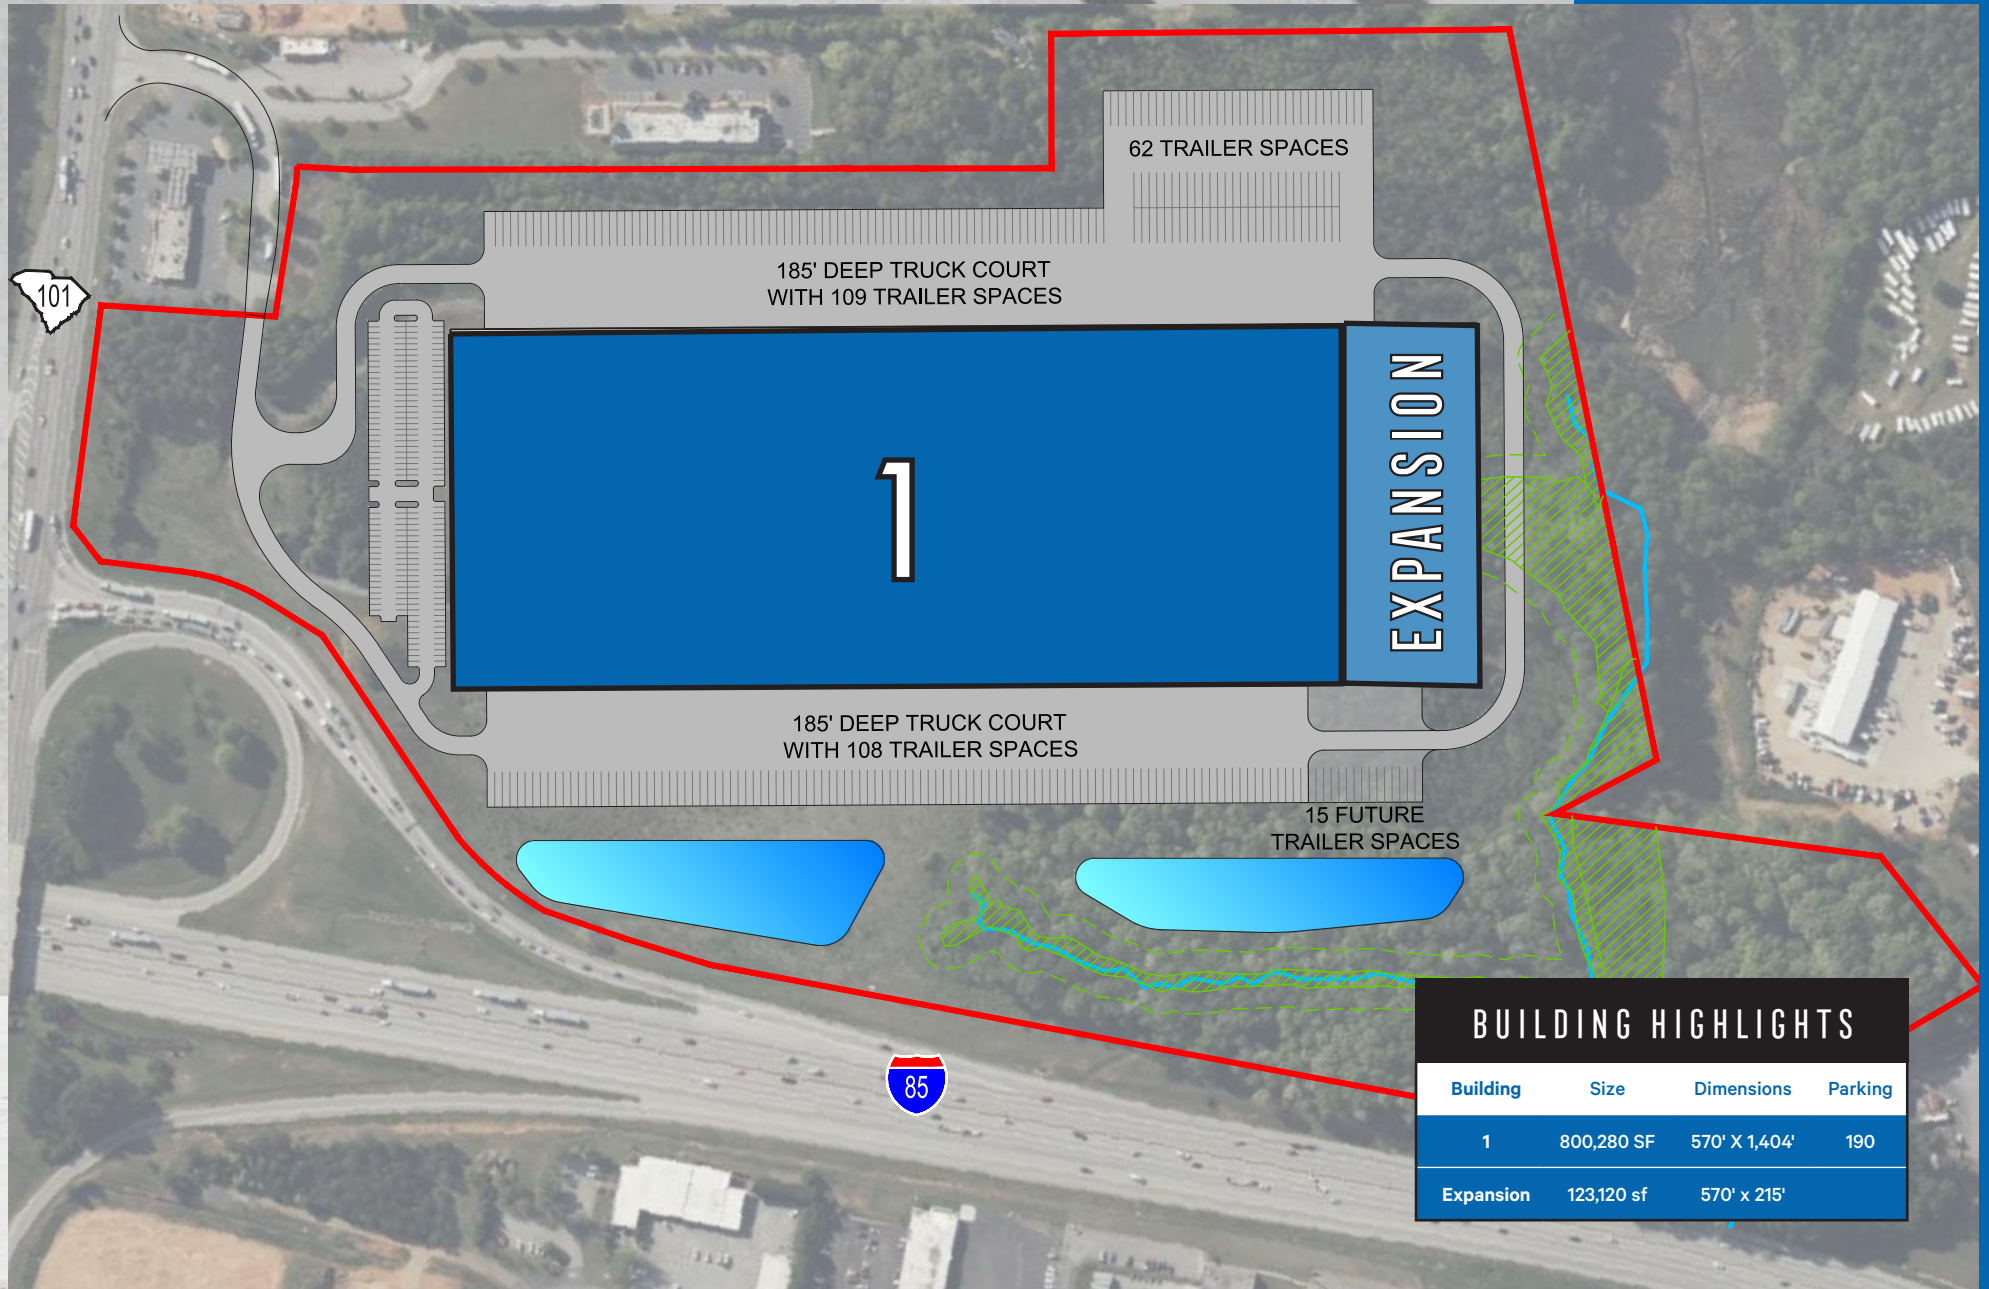 62 TRAILER SPACES
185' DEEP TRUCK COURT
WITH 109 TRAILER SPACES
101
1
EXPANSION
185' DEEP TRUCK COURT
WITH 108 TRAILER SPACES
15 FUTURE
TRAILER SPACES
85
BUILDING HIGHLIGHTS
Building Size Dimensions Parking
1 800,280 SF 570' X 1,404' 190
Expansion 123,120 sf 570' x 215'